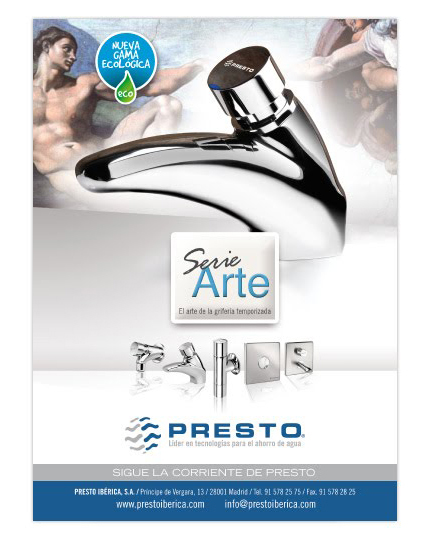 NUEVA
GAMA
ECOLÓGICA
eco
PRESTO
Serie
Arte
El arte de la grifería temporizada
PRESTO®
Líder en tecnologías para el ahorro de agua
SIGUE LA CORRIENTE DE PRESTO
PRESTO IBÉRICA, S.A. / Príncipe de Vergara, 13 / 28001 Madrid / Tel. 91 578 25 75 / Fax. 91 578 28 25
www.prestoiberica.com info@prestoiberica.com